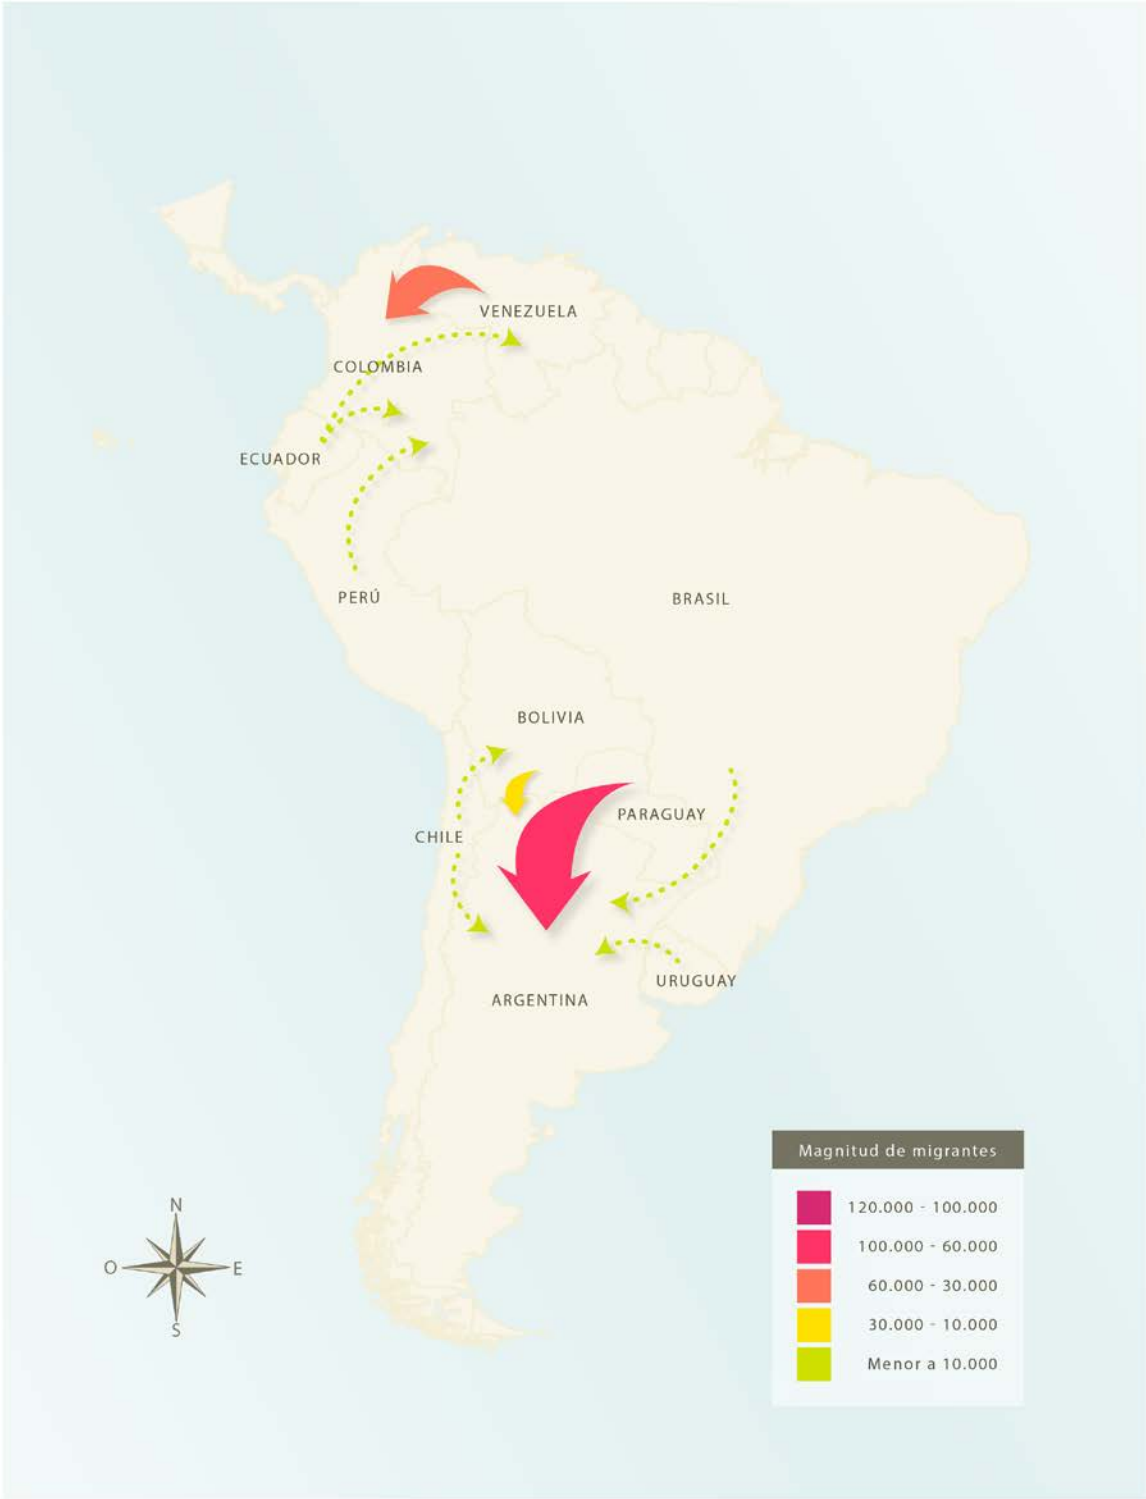 VENEZUELA
COLOMBIA
ECUADOR
PERÚ
BRASIL
BOLIVIA
PARAGUAY
CHILE
URUGUAY
ARGENTINA
Magnitud de migrantes
120.000 - 100.000
100.000 - 60.000
60.000 - 30.000
30.000 - 10.000
Menor a 10.000
N
O E
S